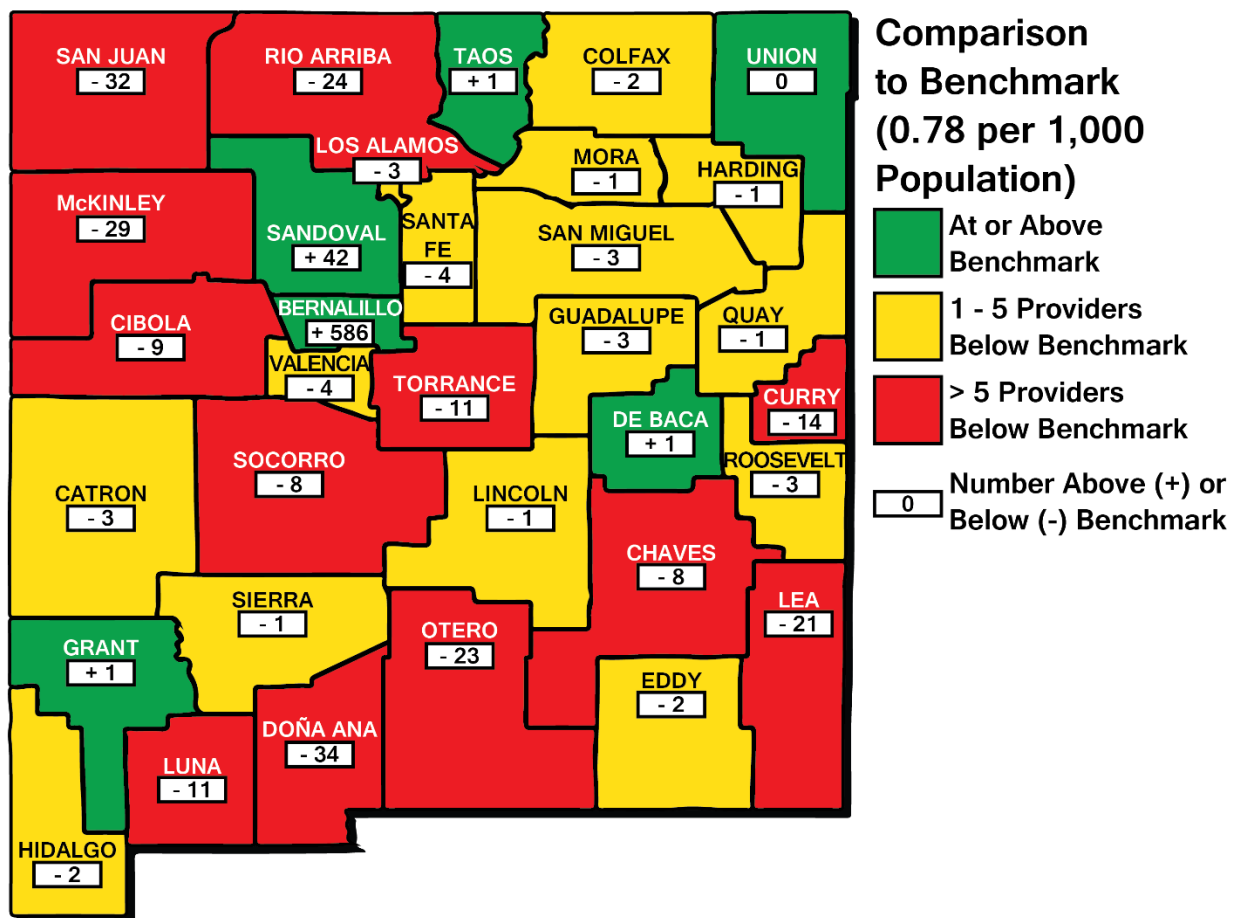 SAN JUAN
- 32
RIO ARRIBA
- 24
TAOS
+ 1
COLFAX
- 2
UNION
0
LOS ALAMOS
- 3
MORA
- 1
HARDING
- 1
McKINLEY
- 29
SANDOVAL
+ 42
SANTA
FE
- 4
SAN MIGUEL
- 3
BERNALILLO
+ 586
CIBOLA
- 9
GUADALUPE
- 3
QUAY
- 1
VALENCIA
- 4
TORRANCE
- 11
CURRY
- 14
DE BACA
+ 1
SOCORRO
- 8
ROOSEVELT
- 3
CATRON
- 3
LINCOLN
- 1
CHAVES
- 8
SIERRA
- 1
LEA
- 21
GRANT
+ 1
OTERO
- 23
EDDY
- 2
DOÑA ANA
- 34
LUNA
- 11
HIDALGO
- 2
Comparison
to Benchmark
(0.78 per 1,000
Population)
At or Above
Benchmark
1 - 5 Providers
Below Benchmark
> 5 Providers
Below Benchmark
0
Number Above (+) or
Below (-) Benchmark